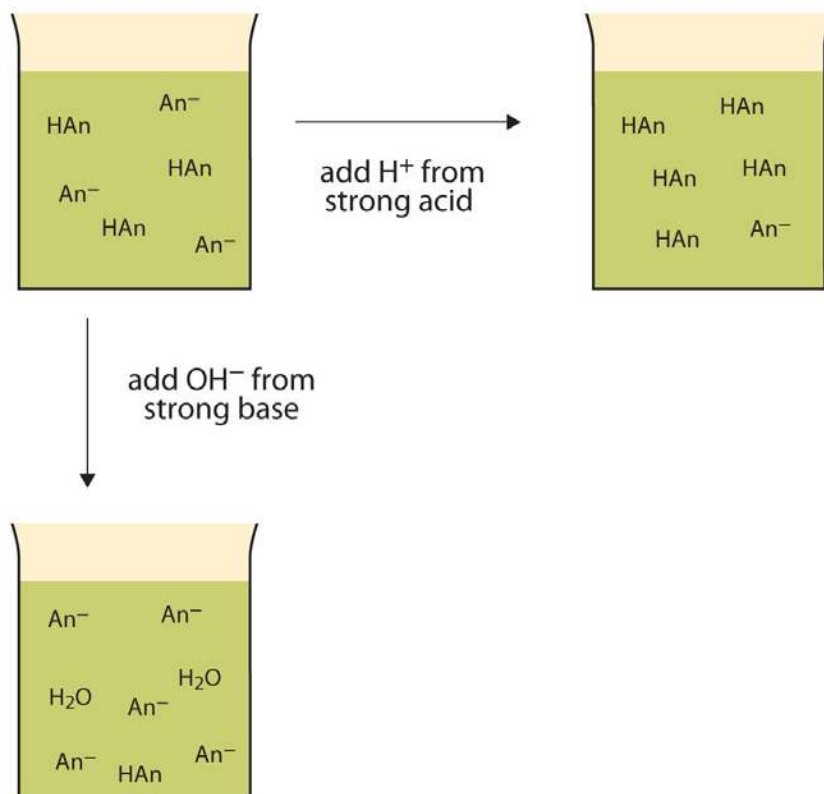 An⁻
HAn
HAn
An⁻
HAn
An⁻
add H⁺ from
strong acid
HAn
HAn
HAn
HAn
HAn
An⁻
add OH⁻ from
strong base
An⁻
An⁻
H₂O
H₂O
An⁻
An⁻
An⁻
HAn